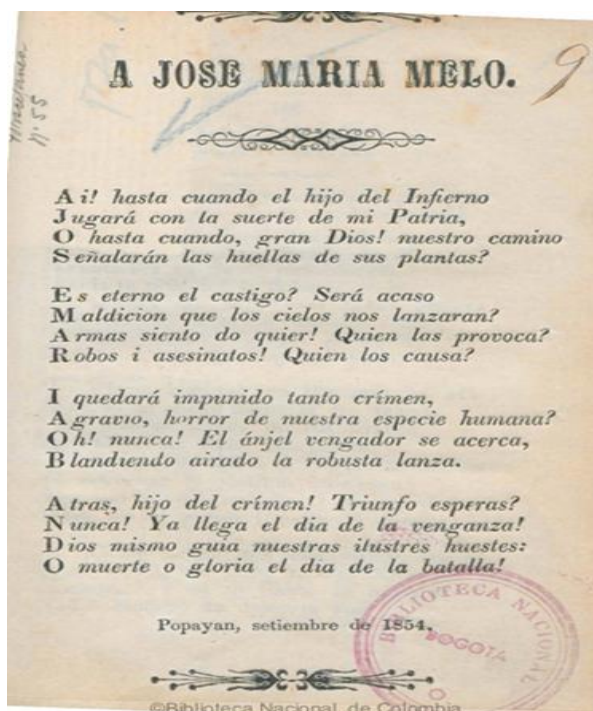 Miscelánea
Nº 55
9
A JOSE MARIA MELO.
Ai! hasta cuando el hijo del Infierno
Jugará con la suerte de mi Patria,
O hasta cuando, gran Dios! nuestro camino
Señalarán las huellas de sus plantas?
Es eterno el castigo? Será acaso
Maldicion que los cielos nos lanzaran?
Armas siento do quier! Quien las provoca?
Robos i asesinatos! Quien los causa?
I quedará impunido tanto crímen,
Agravio, horror de nuestra especie humana?
Oh! nunca! El ánjel vengador se acerca,
Blandiendo airado la robusta lanza.
Atras, hijo del crímen! Triunfo esperas?
Nunca! Ya llega el dia de la venganza!
Dios mismo guia nuestras ilustres huestes:
O muerte o gloria el dia de la batalla!
Popayan, setiembre de 1854.
BIBLIOTECA NACIONAL
BOGOTA
©Biblioteca Nacional de Colombia